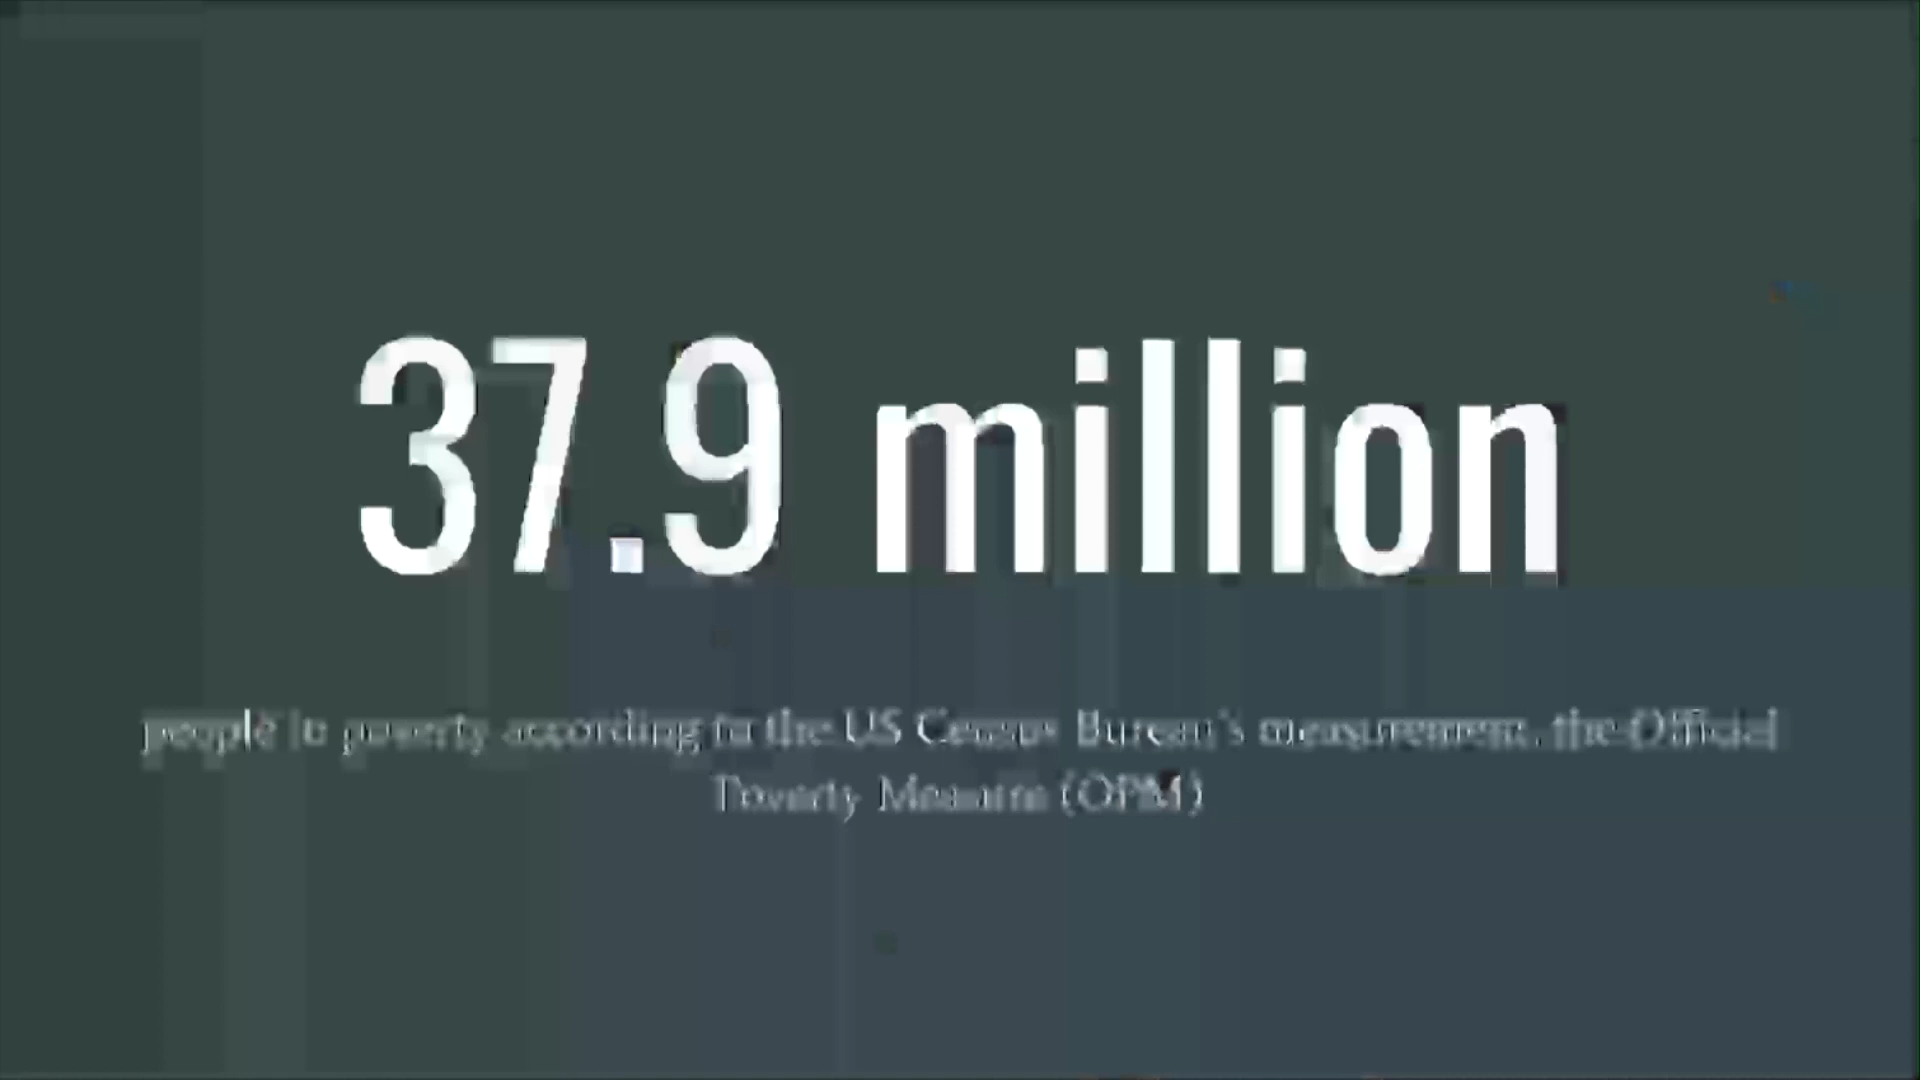 37.9 million
people in poverty according to the US Census Bureau's measurement, the Official
Poverty Measure (OPM)